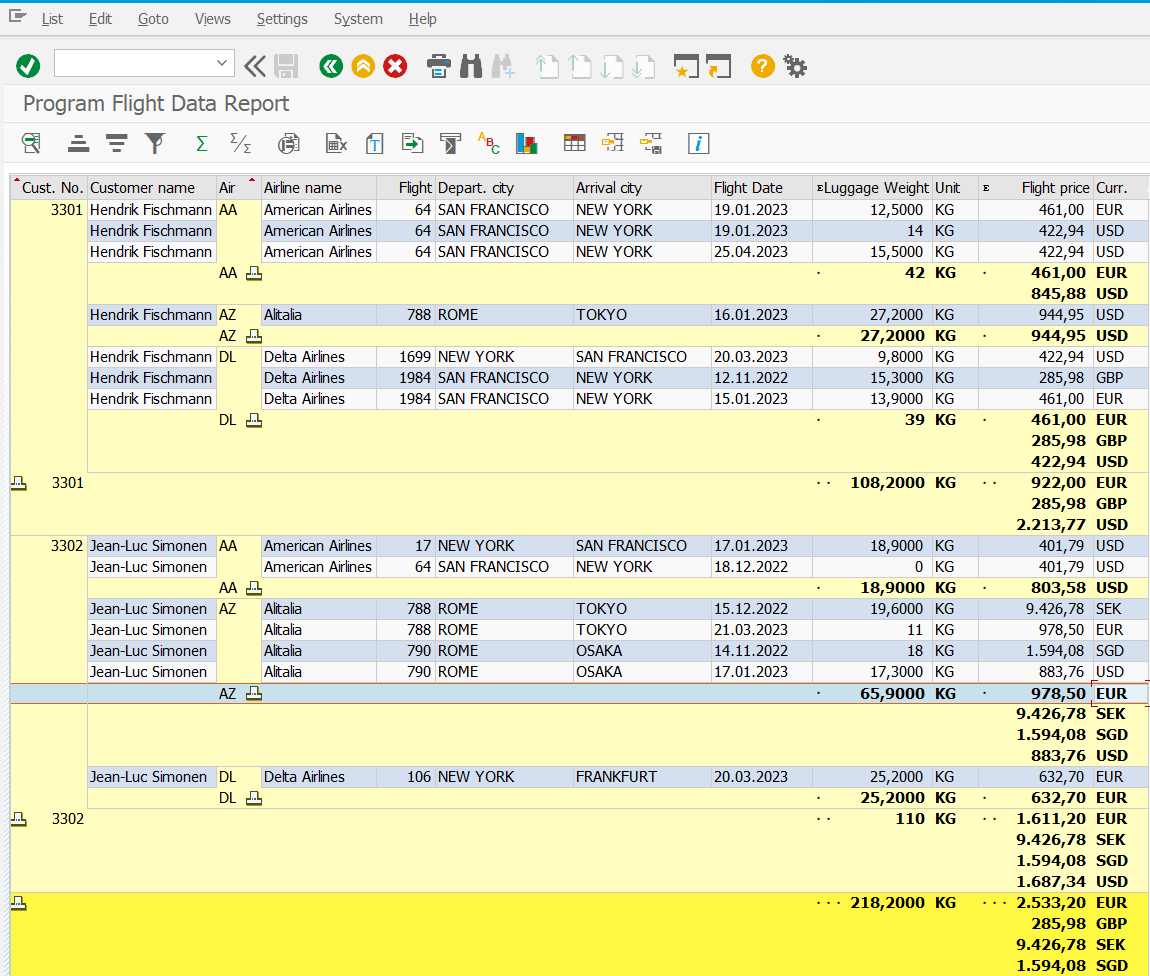 List Edit Goto Views Settings System Help
Program Flight Data Report
Cust. No. Customer name Air Airline name Flight Depart. city Arrival city Flight Date ΣLuggage Weight Unit Σ Flight price Curr.
3301 Hendrik Fischmann AA American Airlines 64 SAN FRANCISCO NEW YORK 19.01.2023 12,5000 KG 461,00 EUR
Hendrik Fischmann American Airlines 64 SAN FRANCISCO NEW YORK 19.01.2023 14 KG 422,94 USD
Hendrik Fischmann American Airlines 64 SAN FRANCISCO NEW YORK 25.04.2023 15,5000 KG 422,94 USD
AA 42 KG 461,00 EUR
845,88 USD
Hendrik Fischmann AZ Alitalia 788 ROME TOKYO 16.01.2023 27,2000 KG 944,95 USD
AZ 27,2000 KG 944,95 USD
Hendrik Fischmann DL Delta Airlines 1699 NEW YORK SAN FRANCISCO 20.03.2023 9,8000 KG 422,94 USD
Hendrik Fischmann Delta Airlines 1984 SAN FRANCISCO NEW YORK 12.11.2022 15,3000 KG 285,98 GBP
Hendrik Fischmann Delta Airlines 1984 SAN FRANCISCO NEW YORK 15.01.2023 13,9000 KG 461,00 EUR
DL 39 KG 461,00 EUR
285,98 GBP
422,94 USD
3301 108,2000 KG 922,00 EUR
285,98 GBP
2.213,77 USD
3302 Jean-Luc Simonen AA American Airlines 17 NEW YORK SAN FRANCISCO 17.01.2023 18,9000 KG 401,79 USD
Jean-Luc Simonen American Airlines 64 SAN FRANCISCO NEW YORK 18.12.2022 0 KG 401,79 USD
AA 18,9000 KG 803,58 USD
Jean-Luc Simonen AZ Alitalia 788 ROME TOKYO 15.12.2022 19,6000 KG 9.426,78 SEK
Jean-Luc Simonen Alitalia 788 ROME TOKYO 21.03.2023 11 KG 978,50 EUR
Jean-Luc Simonen Alitalia 790 ROME OSAKA 14.11.2022 18 KG 1.594,08 SGD
Jean-Luc Simonen Alitalia 790 ROME OSAKA 17.01.2023 17,3000 KG 883,76 USD
AZ 65,9000 KG 978,50 EUR
9.426,78 SEK
1.594,08 SGD
883,76 USD
Jean-Luc Simonen DL Delta Airlines 106 NEW YORK FRANKFURT 20.03.2023 25,2000 KG 632,70 EUR
DL 25,2000 KG 632,70 EUR
3302 110 KG 1.611,20 EUR
9.426,78 SEK
1.594,08 SGD
1.687,34 USD
218,2000 KG 2.533,20 EUR
285,98 GBP
9.426,78 SEK
1.594,08 SGD